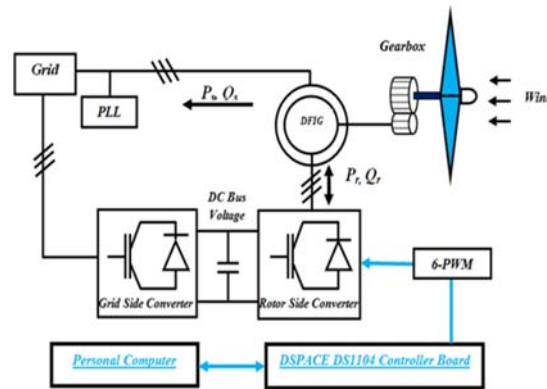 Gearbox
Grid
PLL
Ps, Qs
DFIG
Win
Pr, Qr
DC Bus
Voltage
Grid Side Converter
Rotor Side Converter
6-PWM
Personal Computer
DSPACE DS1104 Controller Board